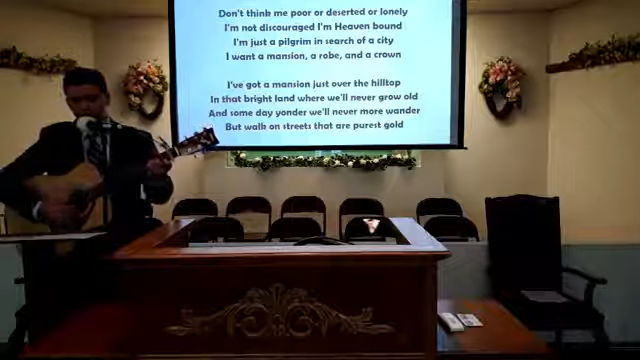 Don't think me poor or deserted or lonely
I'm not discouraged I'm Heaven bound
I'm just a pilgrim in search of a city
I want a mansion, a robe, and a crown
I've got a mansion just over the hilltop
In that bright land where we'll never grow old
And some day yonder we'll never more wander
But walk on streets that are purest gold